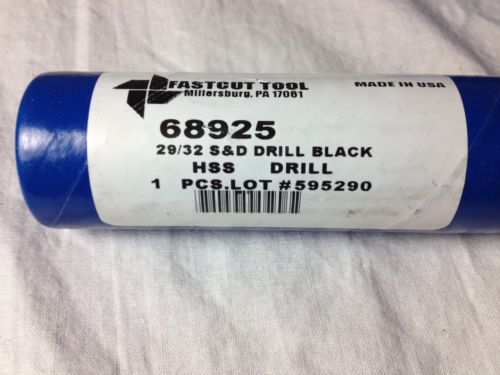 FASTCUT TOOL
Millersburg, PA 17061
MADE IN USA
68925
29/32 S&D DRILL BLACK
HSS DRILL
1 PCS.LOT #595290